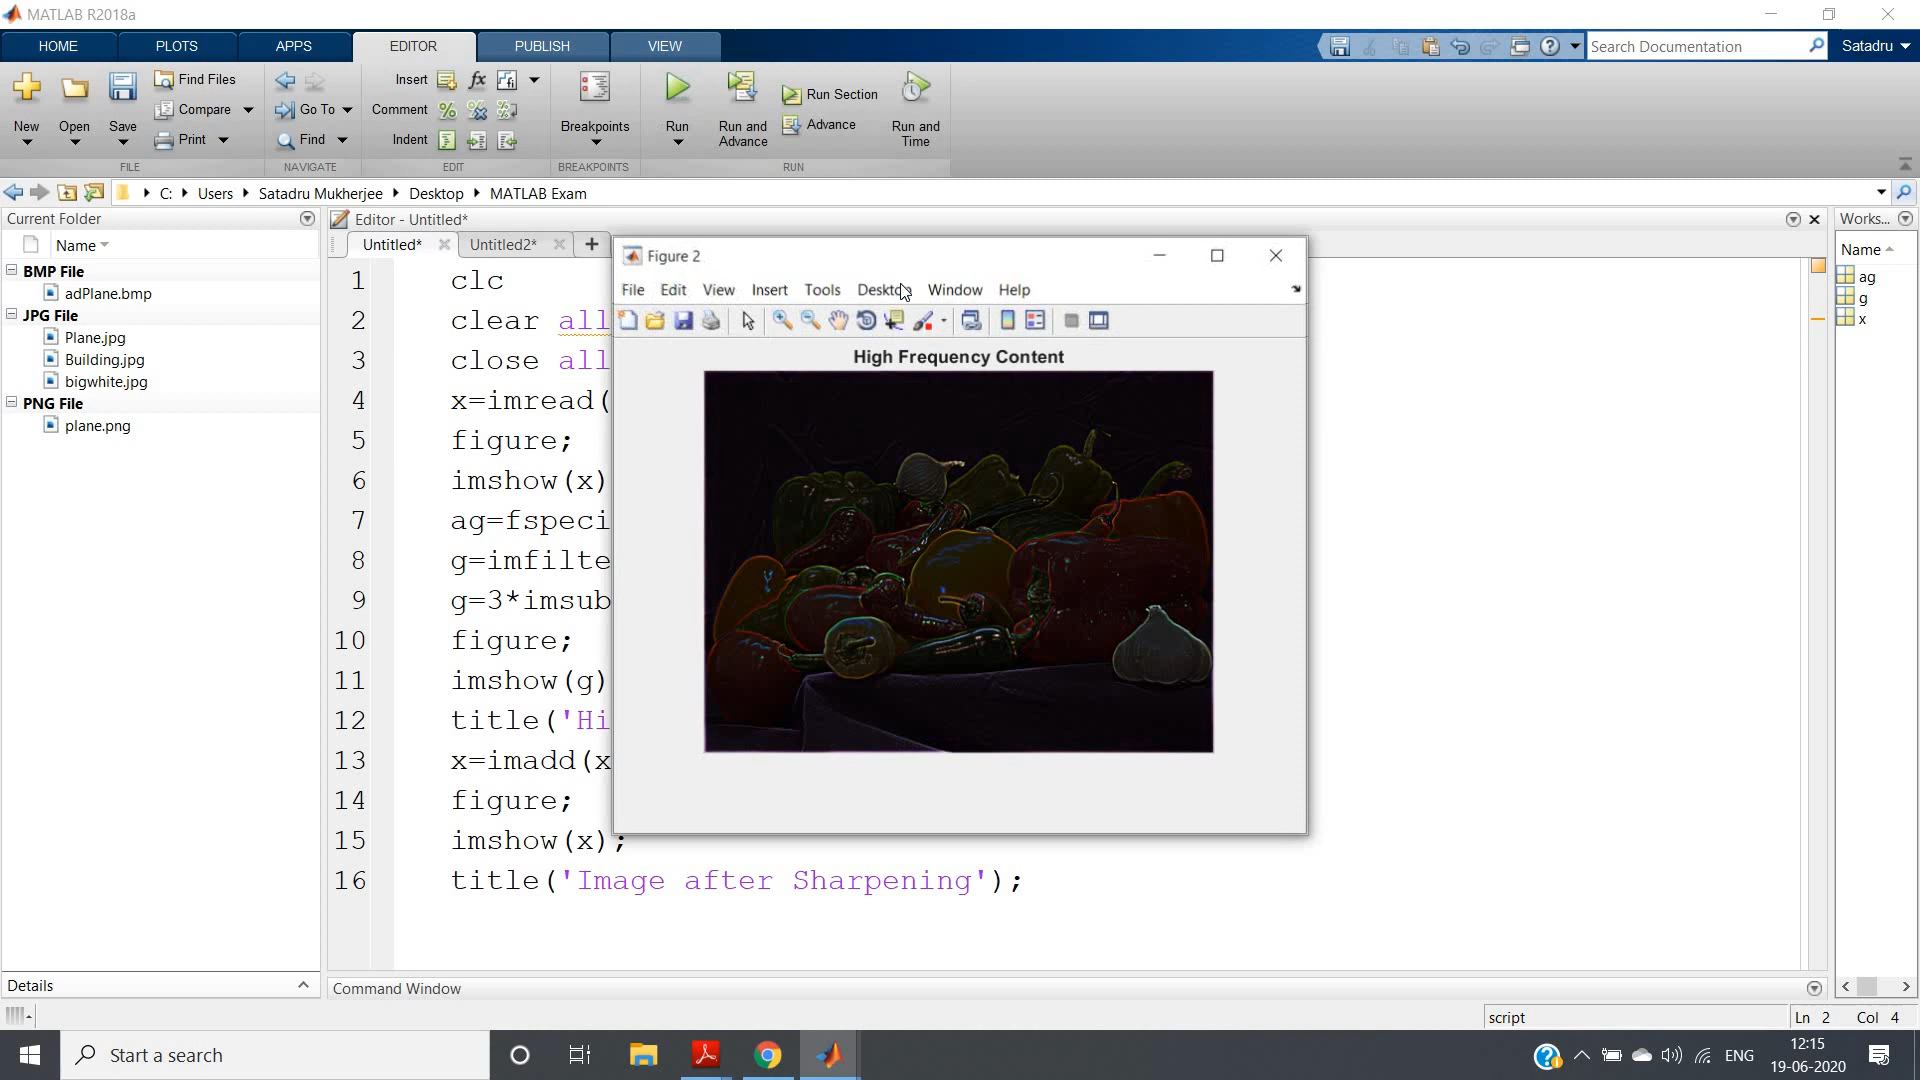 MATLAB R2018a
HOME PLOTS APPS EDITOR PUBLISH VIEW
Search Documentation
Satadru
New
Open
Save
Find Files
Compare
Print
FILE
Go To
Find
NAVIGATE
Insert
fx
Comment
Indent
EDIT
Breakpoints
BREAKPOINTS
Run
Run and Advance
Run Section
Advance
Run and Time
RUN
C: Users Satadru Mukherjee Desktop MATLAB Exam
Current Folder
Name
BMP File
adPlane.bmp
JPG File
Plane.jpg
Building.jpg
bigwhite.jpg
PNG File
plane.png
Details
Editor - Untitled*
Untitled* Untitled2*
1 clc
2 clear all
3 close all
4 x=imread(
5 figure;
6 imshow(x)
7 ag=fspeci
8 g=imfilte
9 g=3*imsub
10 figure;
11 imshow(g)
12 title('Hi
13 x=imadd(x
14 figure;
15 imshow(x);
16 title('Image after Sharpening');
Figure 2
File Edit View Insert Tools Desktop Window Help
High Frequency Content
Works...
Name
ag
g
x
Command Window
script
Ln 2 Col 4
Start a search
ENG
12:15
19-06-2020